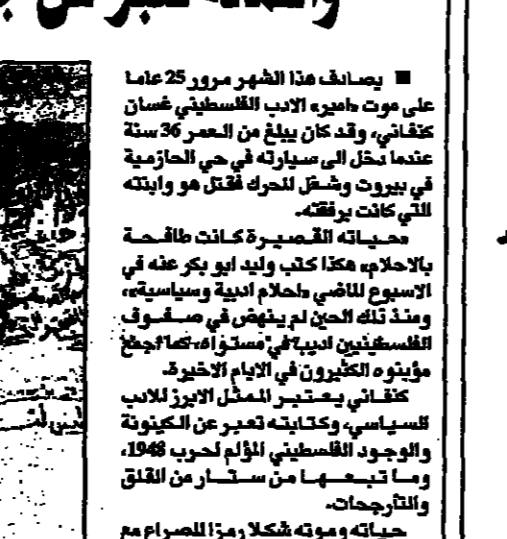 ■ يصادف هذا الشهر مرور 25 عاما
على موت «امير» الادب الفلسطيني غسان
كنفاني، وقد كان يبلغ من العمر 36 سنة
عندما دخل الى سيارته في حي الحازمية
في بيروت وشغل المحرك فقتل هو وابنته
التي كانت برفقته.
«حياته القصيرة كانت طافحة
بالاحلام» هكذا كتب وليد ابو بكر عنه في
الاسبوع الماضي «احلام ادبية وسياسية»،
ومنذ تلك الحين لم ينهض في صفوف
الفلسطينيين اديب في مستواه، كما اجمع
مؤبنوه الكثيرون في الايام الاخيرة.
كنفاني يعتبر الممثل الابرز للادب
السياسي، وكتابته تعبر عن الكينونة
والوجود الفلسطيني المؤلم لحرب 1948،
وما تبعها من ستار من القلق
والتأرجحات.
حياته وموته شكلا رمزا للصراع مع